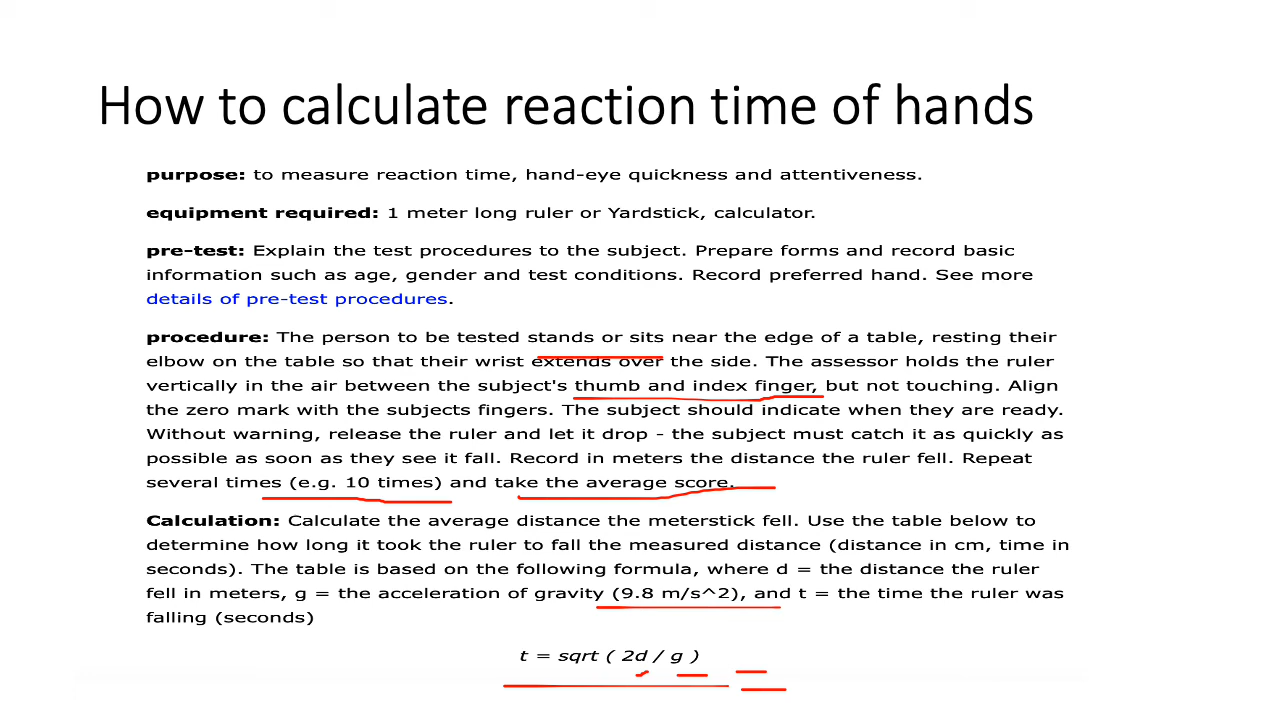 How to calculate reaction time of hands
purpose: to measure reaction time, hand-eye quickness and attentiveness.
equipment required: 1 meter long ruler or Yardstick, calculator.
pre-test: Explain the test procedures to the subject. Prepare forms and record basic
information such as age, gender and test conditions. Record preferred hand. See more
details of pre-test procedures.
procedure: The person to be tested stands or sits near the edge of a table, resting their
elbow on the table so that their wrist extends over the side. The assessor holds the ruler
vertically in the air between the subject's thumb and index finger, but not touching. Align
the zero mark with the subjects fingers. The subject should indicate when they are ready.
Without warning, release the ruler and let it drop - the subject must catch it as quickly as
possible as soon as they see it fall. Record in meters the distance the ruler fell. Repeat
several times (e.g. 10 times) and take the average score.
Calculation: Calculate the average distance the meterstick fell. Use the table below to
determine how long it took the ruler to fall the measured distance (distance in cm, time in
seconds). The table is based on the following formula, where d = the distance the ruler
fell in meters, g = the acceleration of gravity (9.8 m/s^2), and t = the time the ruler was
falling (seconds)
t = sqrt ( 2d / g )